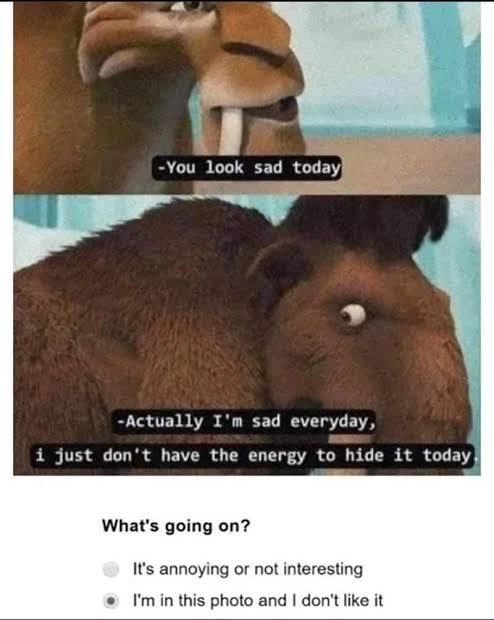 -You look sad today
-Actually I'm sad everyday,
i just don't have the energy to hide it today.
What's going on?
It's annoying or not interesting
I'm in this photo and I don't like it